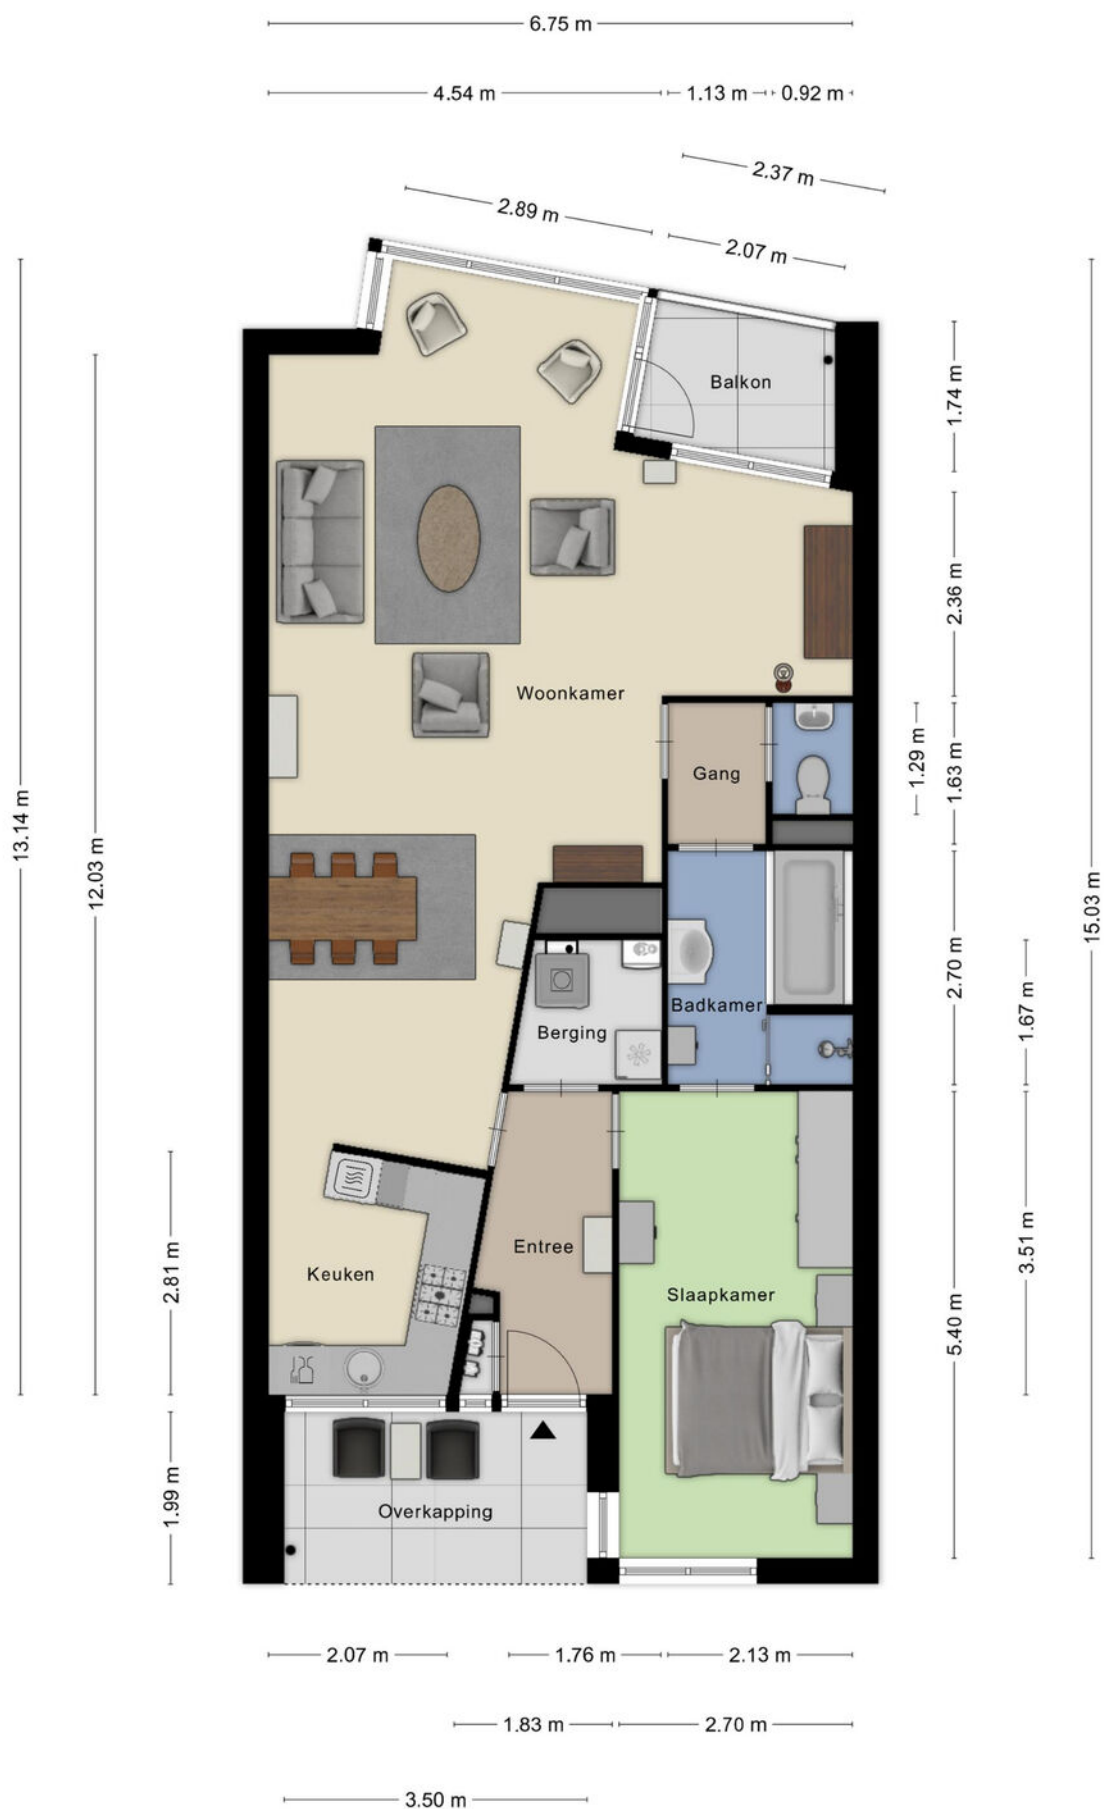 6.75 m
4.54 m
1.13 m
0.92 m
2.37 m
2.89 m
2.07 m
Balkon
1.74 m
2.36 m
Woonkamer
Gang
1.29 m
1.63 m
13.14 m
12.03 m
15.03 m
2.70 m
1.67 m
Badkamer
Berging
Entree
Keuken
Slaapkamer
2.81 m
3.51 m
5.40 m
1.99 m
Overkapping
2.07 m
1.76 m
2.13 m
1.83 m
2.70 m
3.50 m